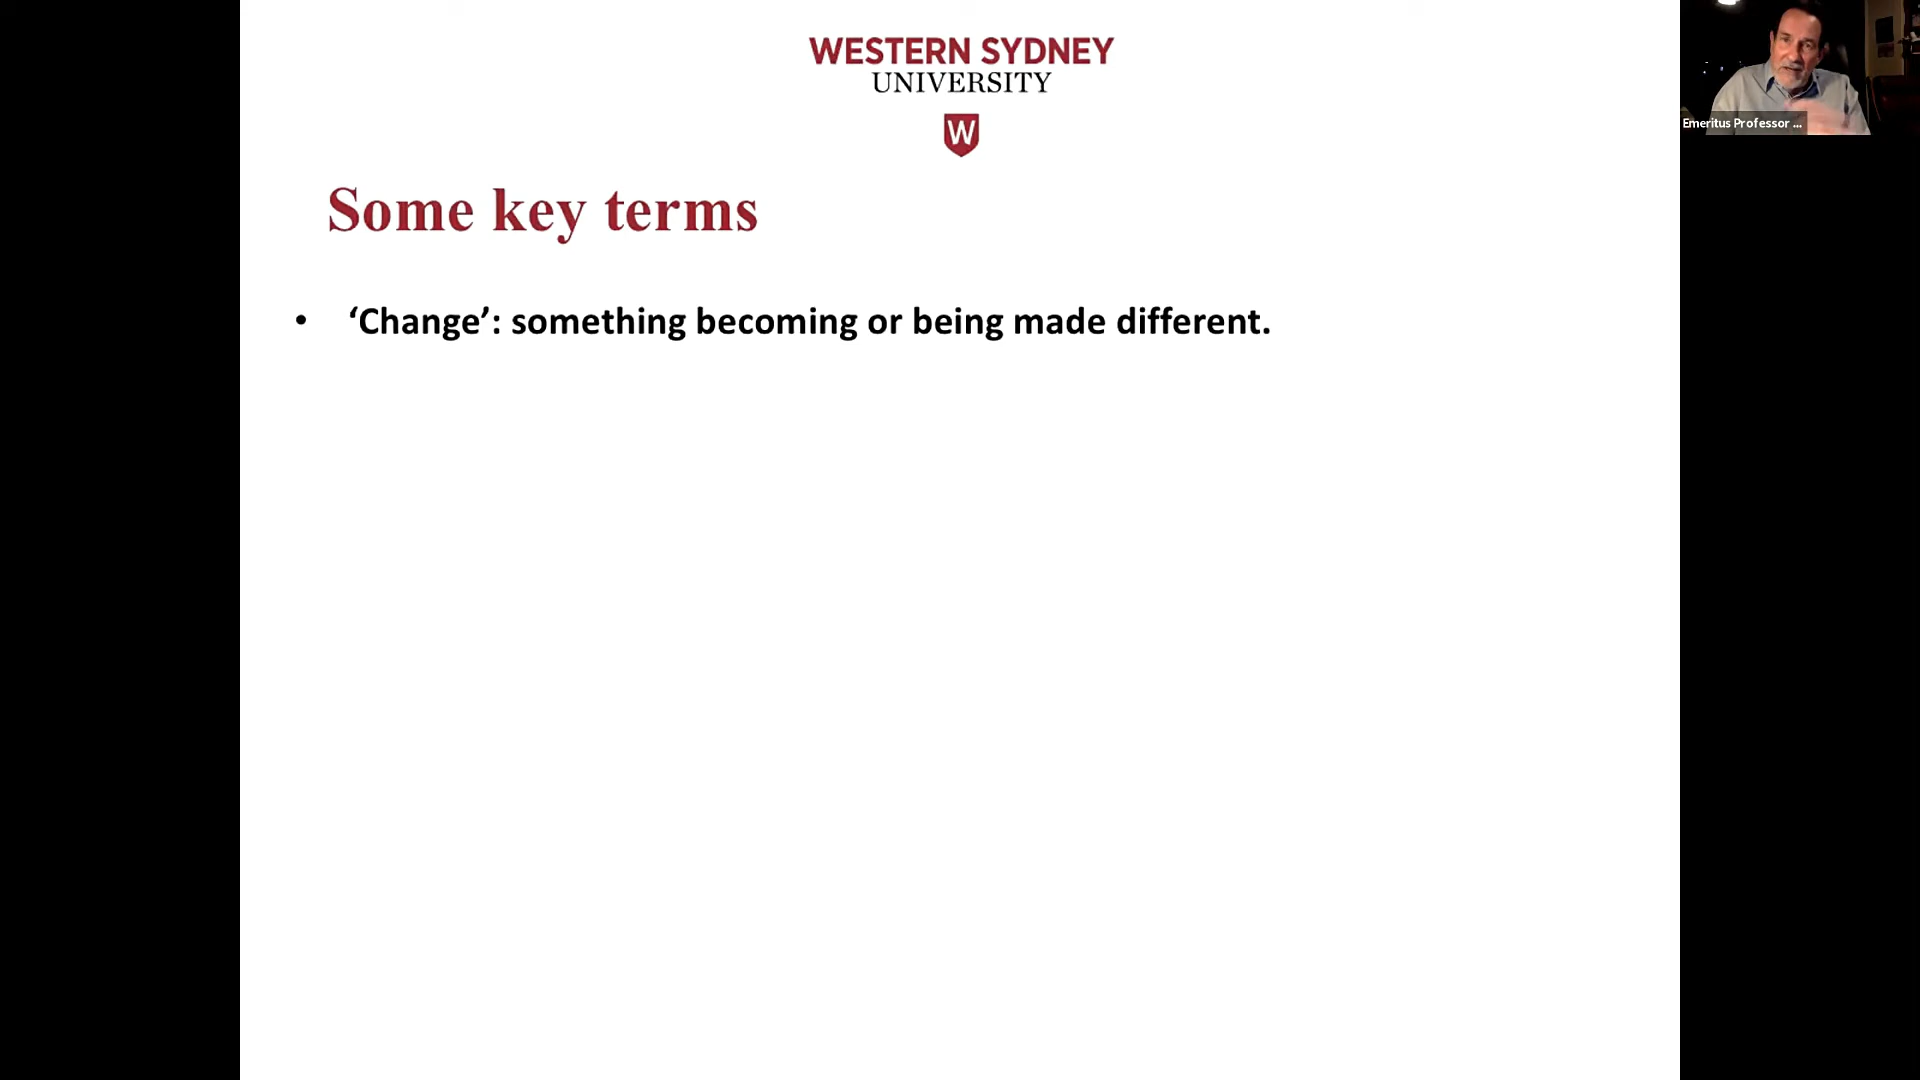 WESTERN SYDNEY
UNIVERSITY
W
Some key terms
• ‘Change’: something becoming or being made different.
Emeritus Professor ...